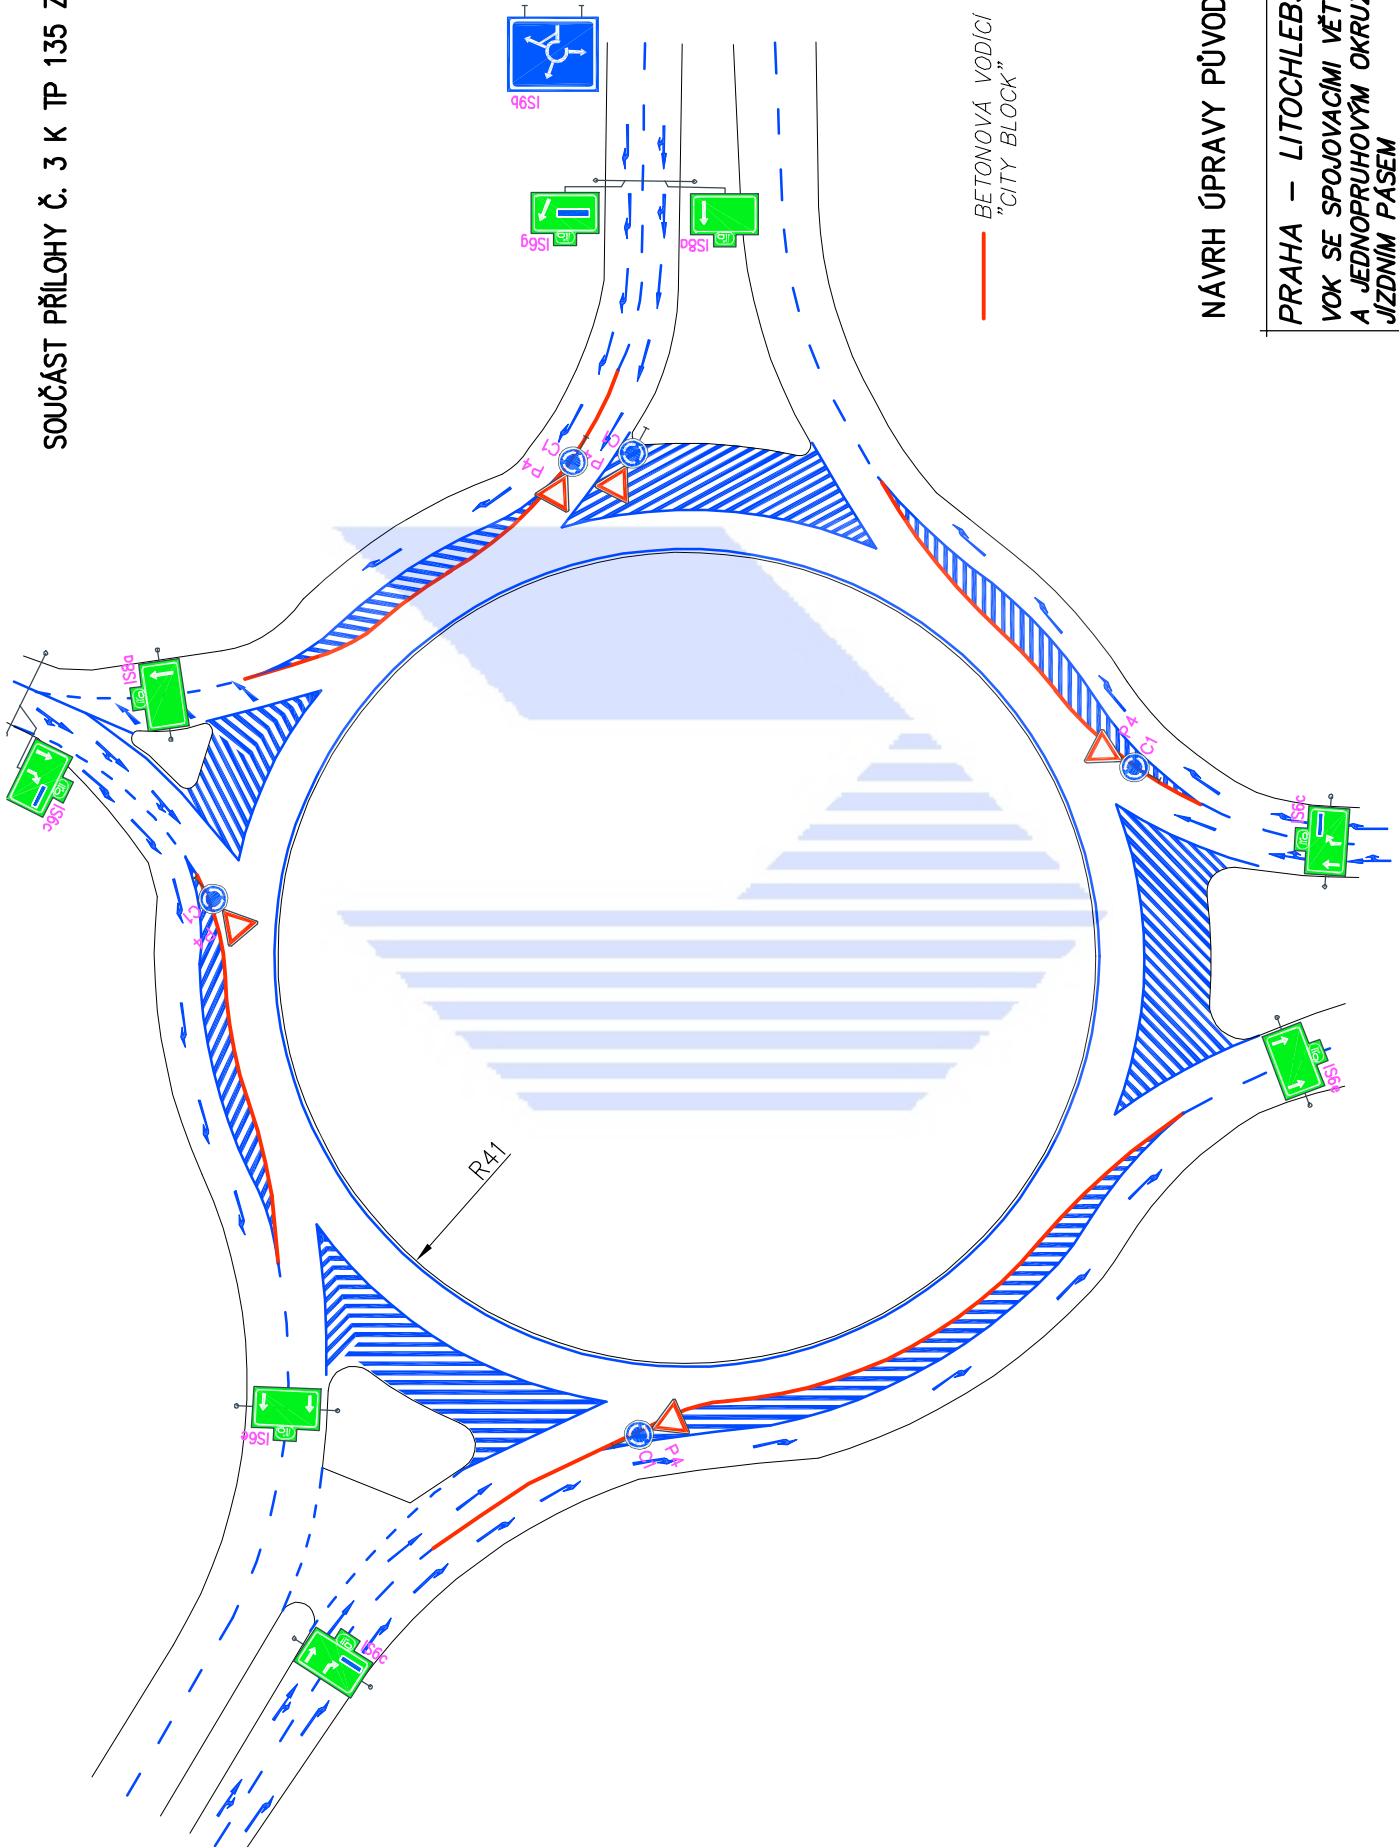 SOUČÁST PŘÍLOHY Č. 3 K TP 135 Z
IS9b
IS6g
IS8a
C1
P4
C1
P4
IS8a
IS6c
C1
P4
P4
C1
IS6c
IS6e
R41
IS6e
C1
P4
IS6c
BETONOVÁ VODÍCÍ
"CITY BLOCK"
NÁVRH ÚPRAVY PŮVOD
PRAHA - LITOCHLEB
VOK SE SPOJOVACÍMI VĚT
A JEDNOPRUHOVÝM OKRUŽ
JÍZDNÍM PÁSEM